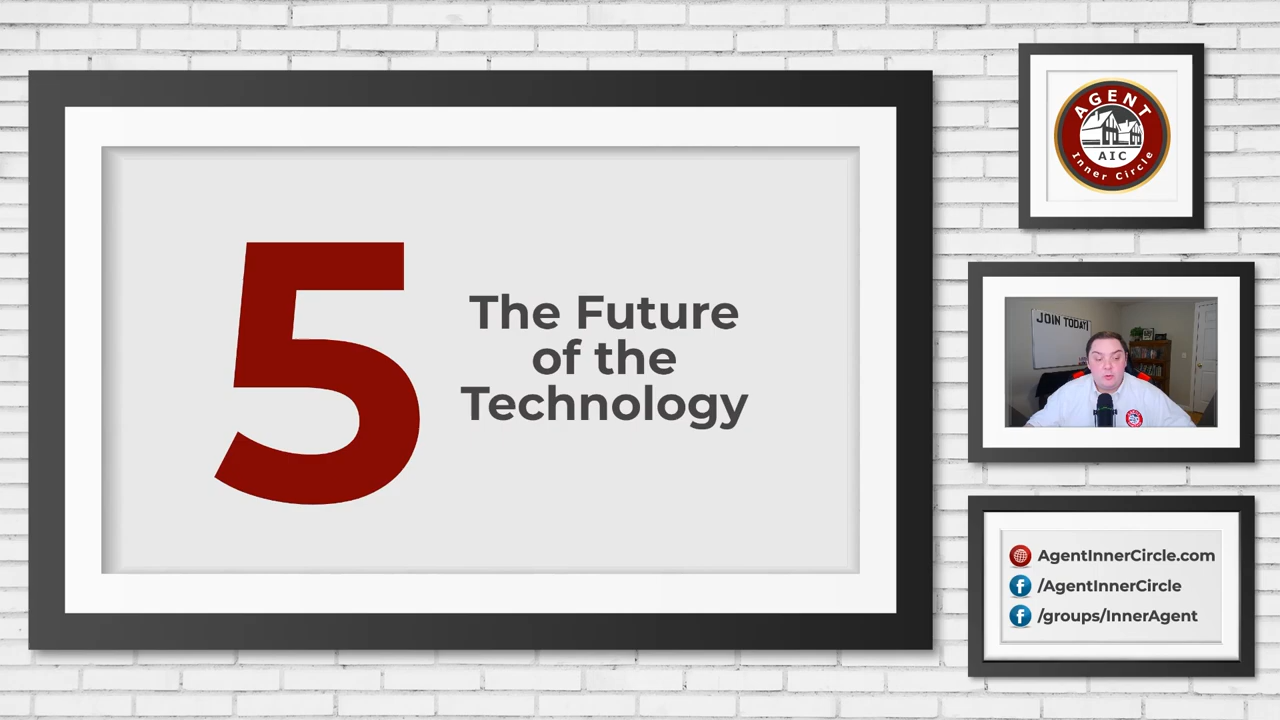 5
The Future
of the
Technology
AGENT
AIC
Inner Circle
JOIN TODAY!
AgentInnerCircle.com
/AgentInnerCircle
/groups/InnerAgent